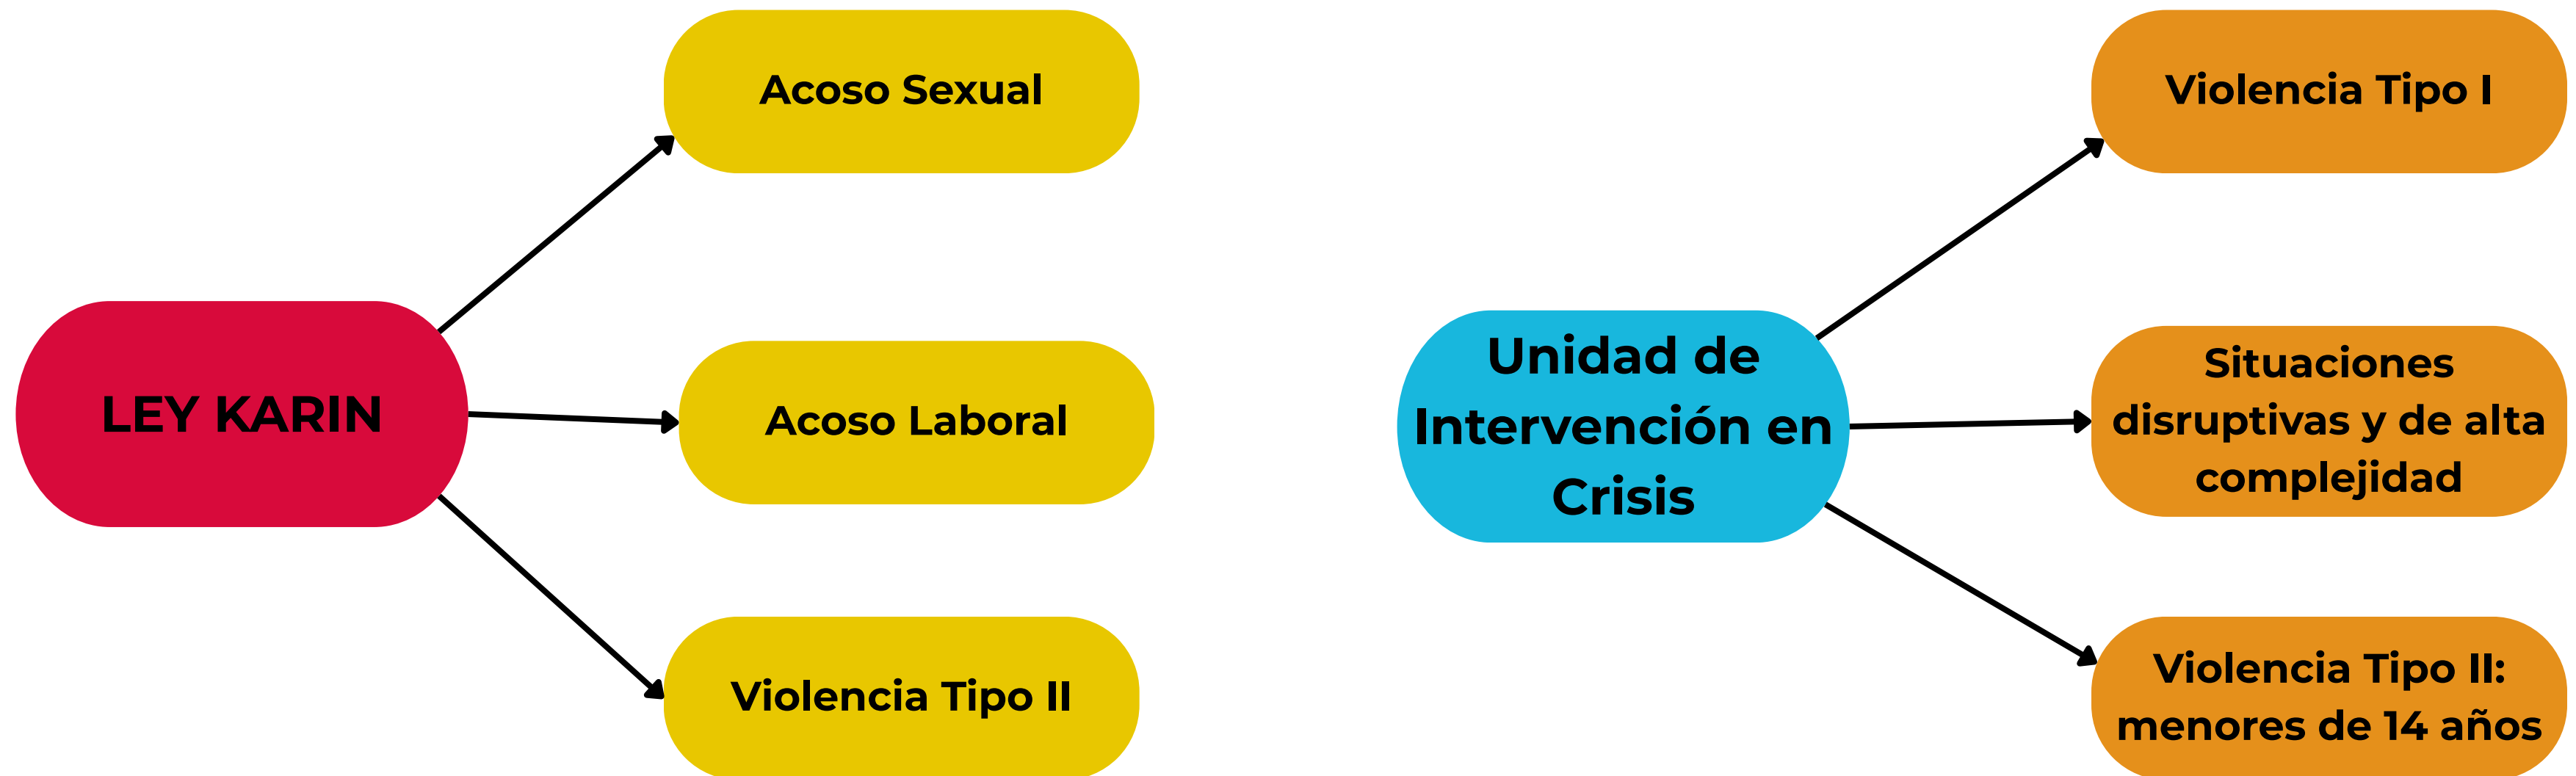 LEY KARIN
Acoso Sexual
Acoso Laboral
Violencia Tipo II
Unidad de
Intervención en
Crisis
Violencia Tipo I
Situaciones
disruptivas y de alta
complejidad
Violencia Tipo II:
menores de 14 años